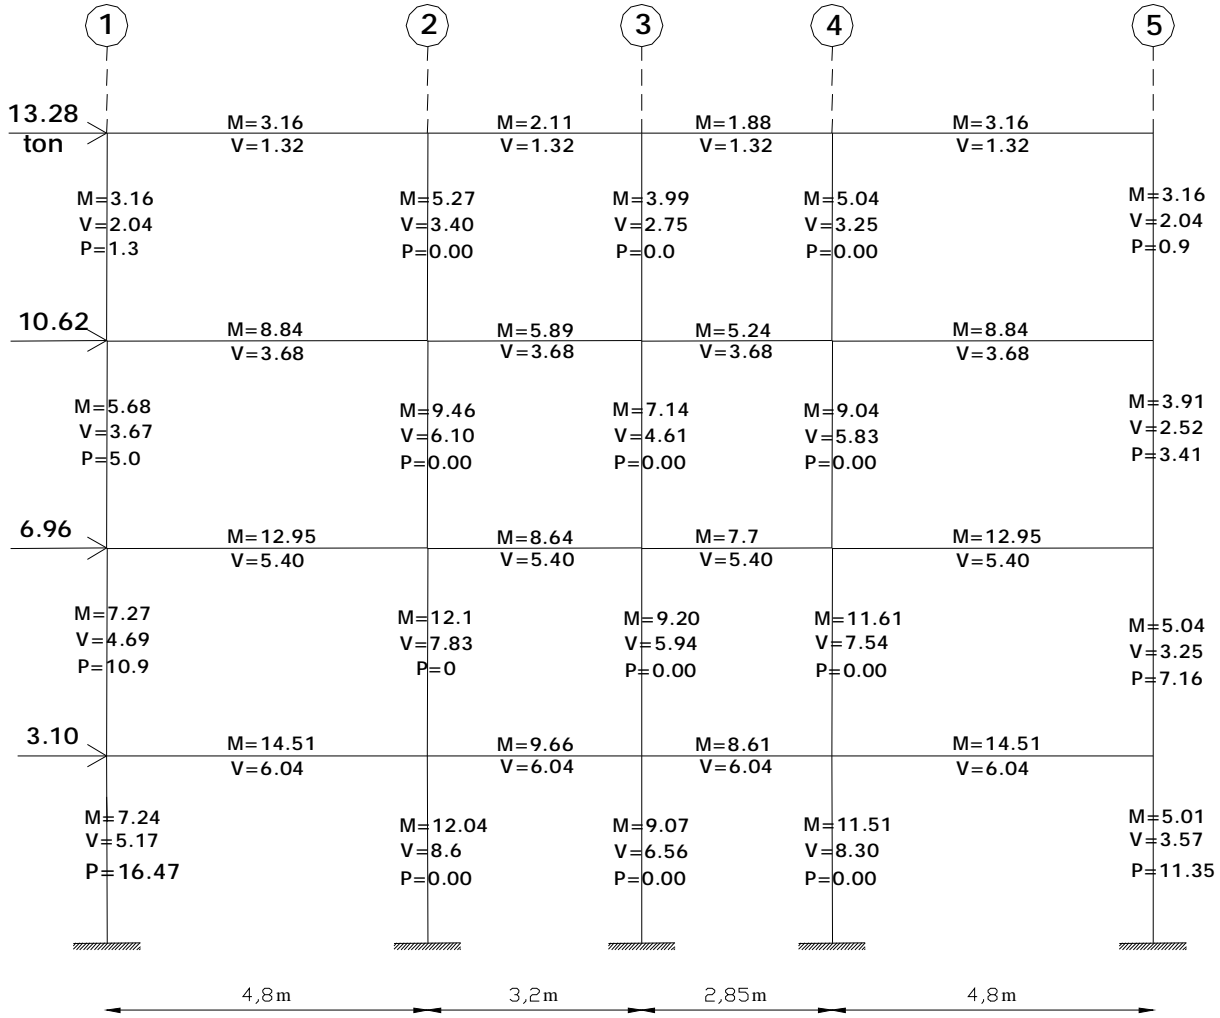 1 2 3 4 5
13.28
ton
M=3.16 M=2.11 M=1.88 M=3.16
V=1.32 V=1.32 V=1.32 V=1.32
M=3.16 M=5.27 M=3.99 M=5.04 M=3.16
V=2.04 V=3.40 V=2.75 V=3.25 V=2.04
P=1.3 P=0.00 P=0.0 P=0.00 P=0.9
10.62
M=8.84 M=5.89 M=5.24 M=8.84
V=3.68 V=3.68 V=3.68 V=3.68
M=5.68 M=9.46 M=7.14 M=9.04 M=3.91
V=3.67 V=6.10 V=4.61 V=5.83 V=2.52
P=5.0 P=0.00 P=0.00 P=0.00 P=3.41
6.96
M=12.95 M=8.64 M=7.7 M=12.95
V=5.40 V=5.40 V=5.40 V=5.40
M=7.27 M=12.1 M=9.20 M=11.61 M=5.04
V=4.69 V=7.83 V=5.94 V=7.54 V=3.25
P=10.9 P=0 P=0.00 P=0.00 P=7.16
3.10
M=14.51 M=9.66 M=8.61 M=14.51
V=6.04 V=6.04 V=6.04 V=6.04
M=7.24 M=12.04 M=9.07 M=11.51 M=5.01
V=5.17 V=8.6 V=6.56 V=8.30 V=3.57
P=16.47 P=0.00 P=0.00 P=0.00 P=11.35
4,8m 3,2m 2,85m 4,8m